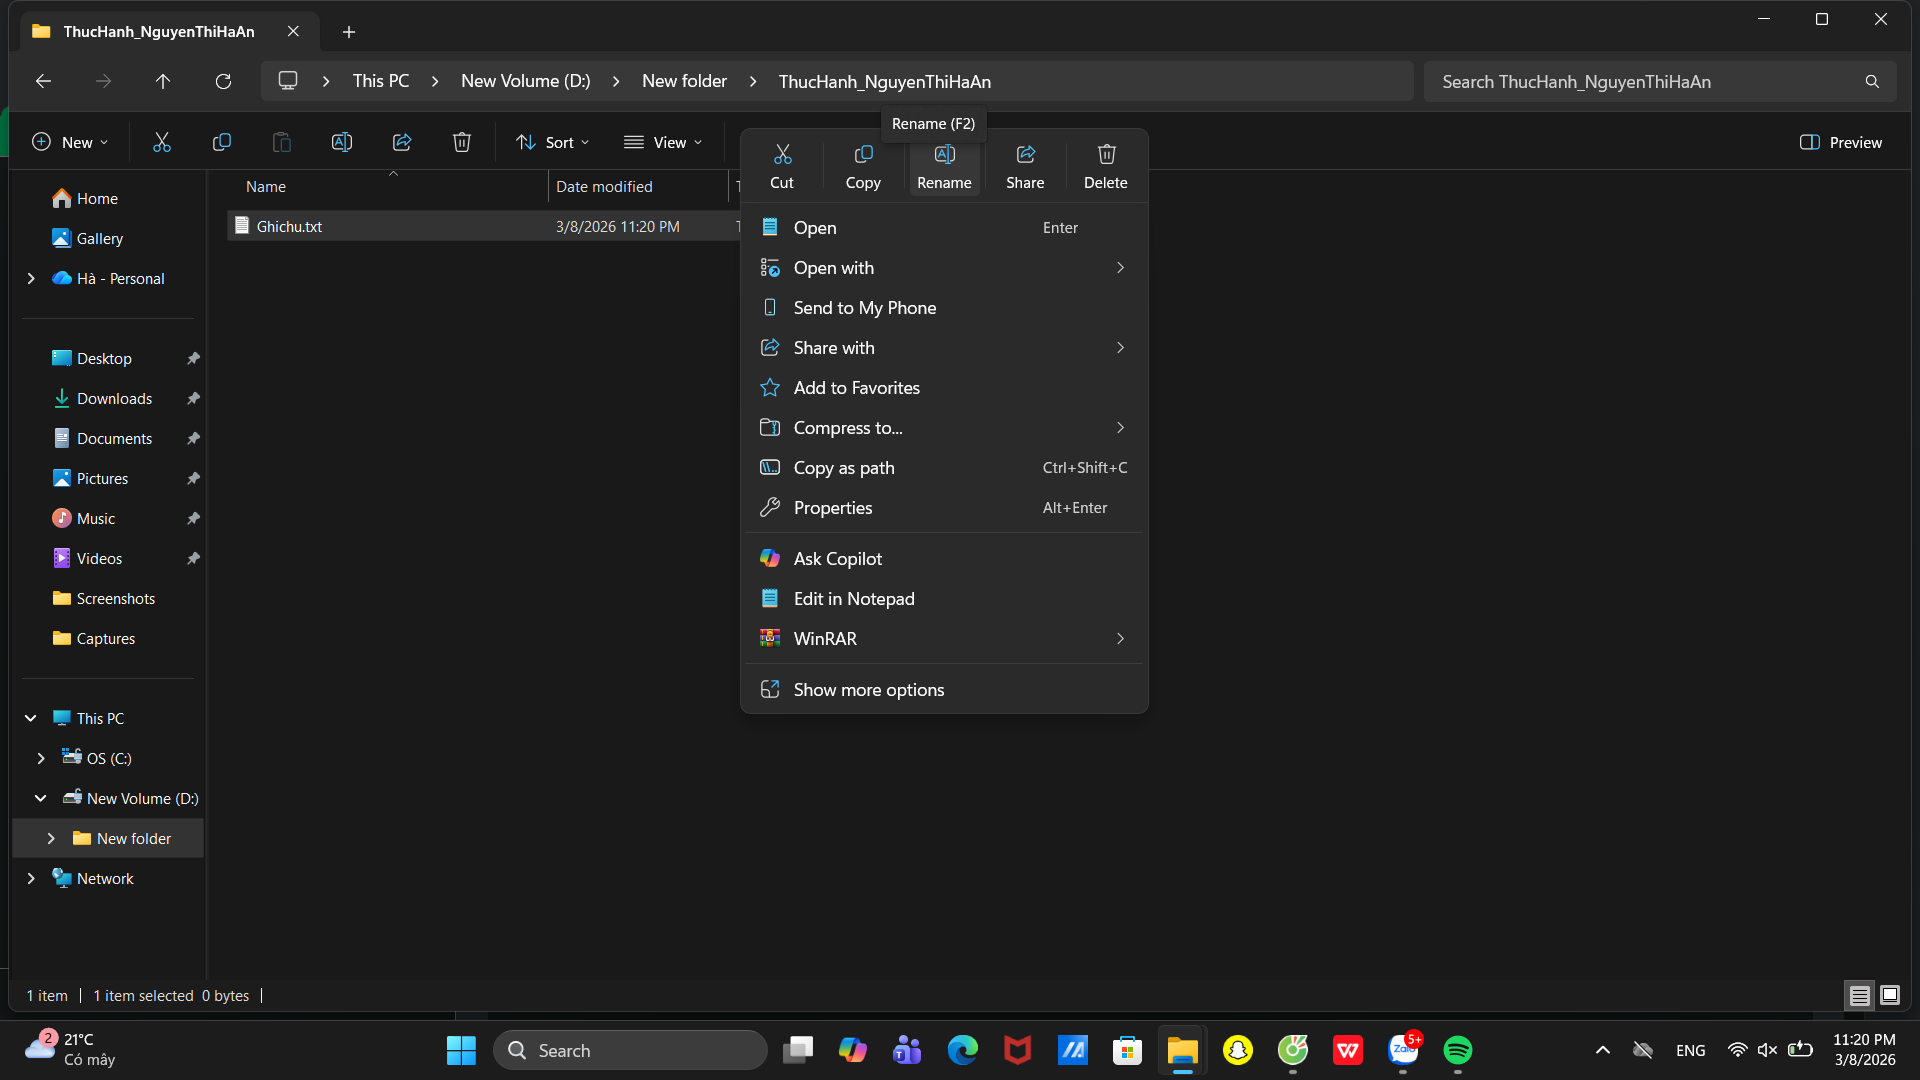 ThucHanh_NguyenThiHaAn
This PC
New Volume (D:)
New folder
ThucHanh_NguyenThiHaAn
Search ThucHanh_NguyenThiHaAn
Rename (F2)
New
Sort
View
Preview
Cut
Copy
Rename
Share
Delete
Name
Date modified
Ghichu.txt
3/8/2026 11:20 PM
Open
Enter
Open with
Send to My Phone
Share with
Add to Favorites
Compress to...
Copy as path
Ctrl+Shift+C
Properties
Alt+Enter
Ask Copilot
Edit in Notepad
WinRAR
Show more options
Home
Gallery
Hà - Personal
Desktop
Downloads
Documents
Pictures
Music
Videos
Screenshots
Captures
This PC
OS (C:)
New Volume (D:)
New folder
Network
1 item
1 item selected 0 bytes
2
21°C
Có mây
Search
Zalo
5+
ENG
11:20 PM
3/8/2026